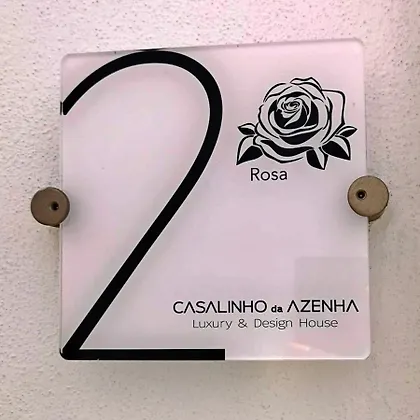 2
Rosa
CASALINHO da AZENHA
Luxury & Design House